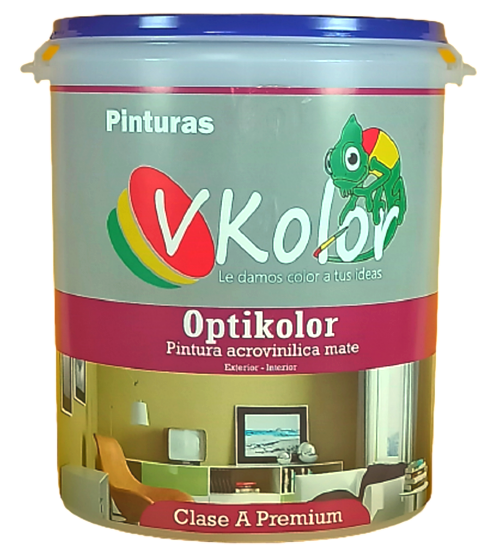 Pinturas
VKolor
Le damos color a tus ideas
Optikolor
Pintura acrovinilica mate
Exterior - Interior
Clase A Premium